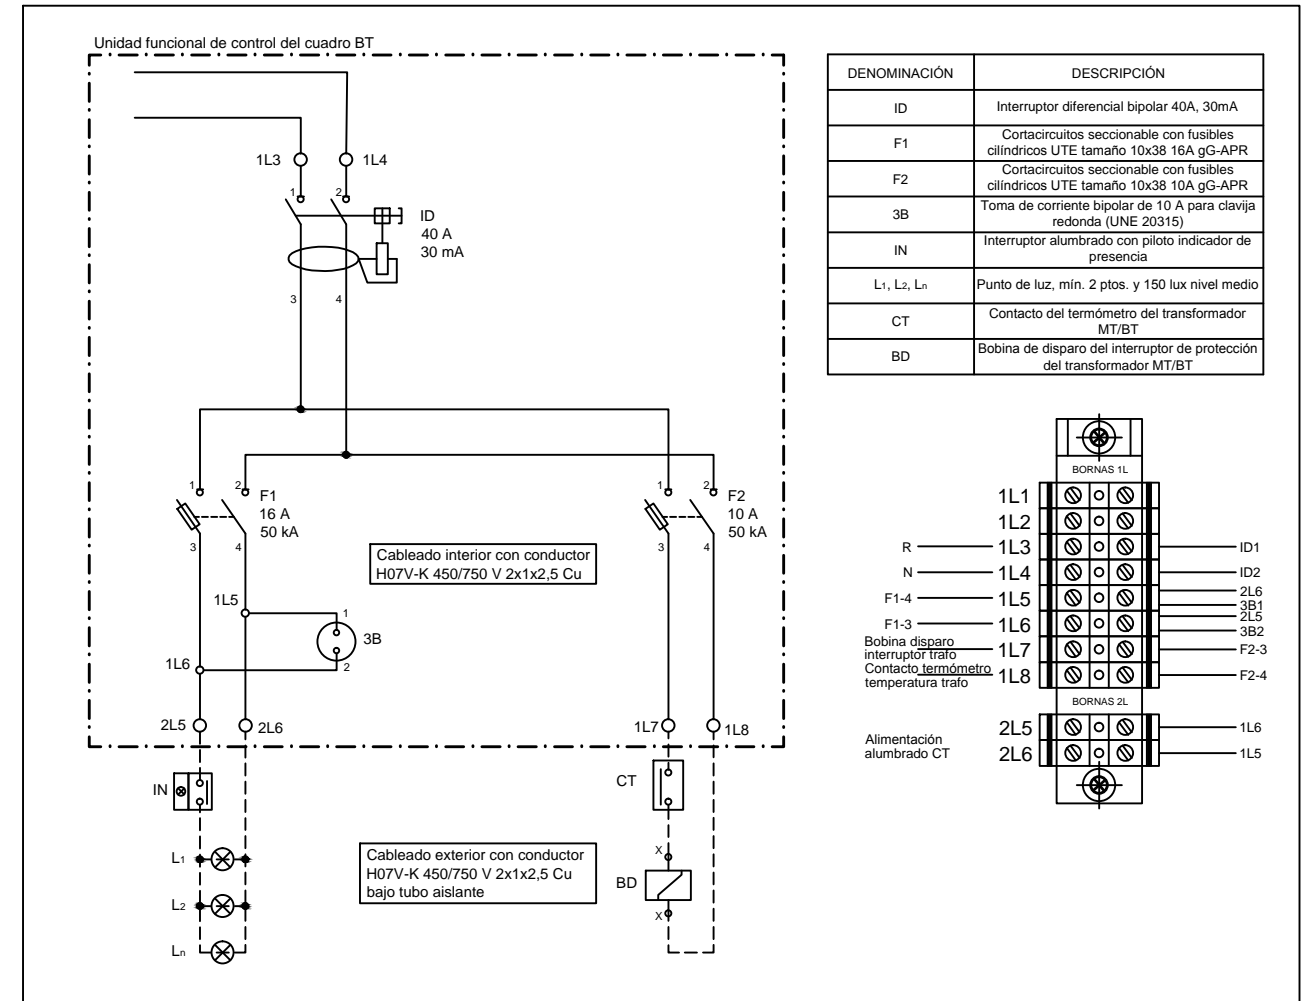 Unidad funcional de control del cuadro BT
1L3
1L4
1
2
ID
40 A
30 mA
3
4
1
2
F1
16 A
50 kA
3
4
1
2
F2
10 A
50 kA
3
4
Cableado interior con conductor
H07V-K 450/750 V 2x1x2,5 Cu
1L5
1
3B
1L6
2
2L5
2L6
1L7
1L8
IN
CT
L1
L2
Ln
Cableado exterior con conductor
H07V-K 450/750 V 2x1x2,5 Cu
bajo tubo aislante
X
BD
X
DENOMINACIÓN
DESCRIPCIÓN
ID
Interruptor diferencial bipolar 40A, 30mA
F1
Cortacircuitos seccionable con fusibles
cilíndricos UTE tamaño 10x38 16A gG-APR
F2
Cortacircuitos seccionable con fusibles
cilíndricos UTE tamaño 10x38 10A gG-APR
3B
Toma de corriente bipolar de 10 A para clavija
redonda (UNE 20315)
IN
Interruptor alumbrado con piloto indicador de
presencia
L1, L2, Ln
Punto de luz, mín. 2 ptos. y 150 lux nivel medio
CT
Contacto del termómetro del transformador
MT/BT
BD
Bobina de disparo del interruptor de protección
del transformador MT/BT
BORNAS 1L
1L1
1L2
R
1L3
ID1
N
1L4
ID2
F1-4
1L5
2L6
3B1
F1-3
1L6
2L5
3B2
Bobina disparo
interruptor trafo
1L7
F2-3
Contacto termómetro
temperatura trafo
1L8
F2-4
BORNAS 2L
Alimentación
alumbrado CT
2L5
1L6
2L6
1L5